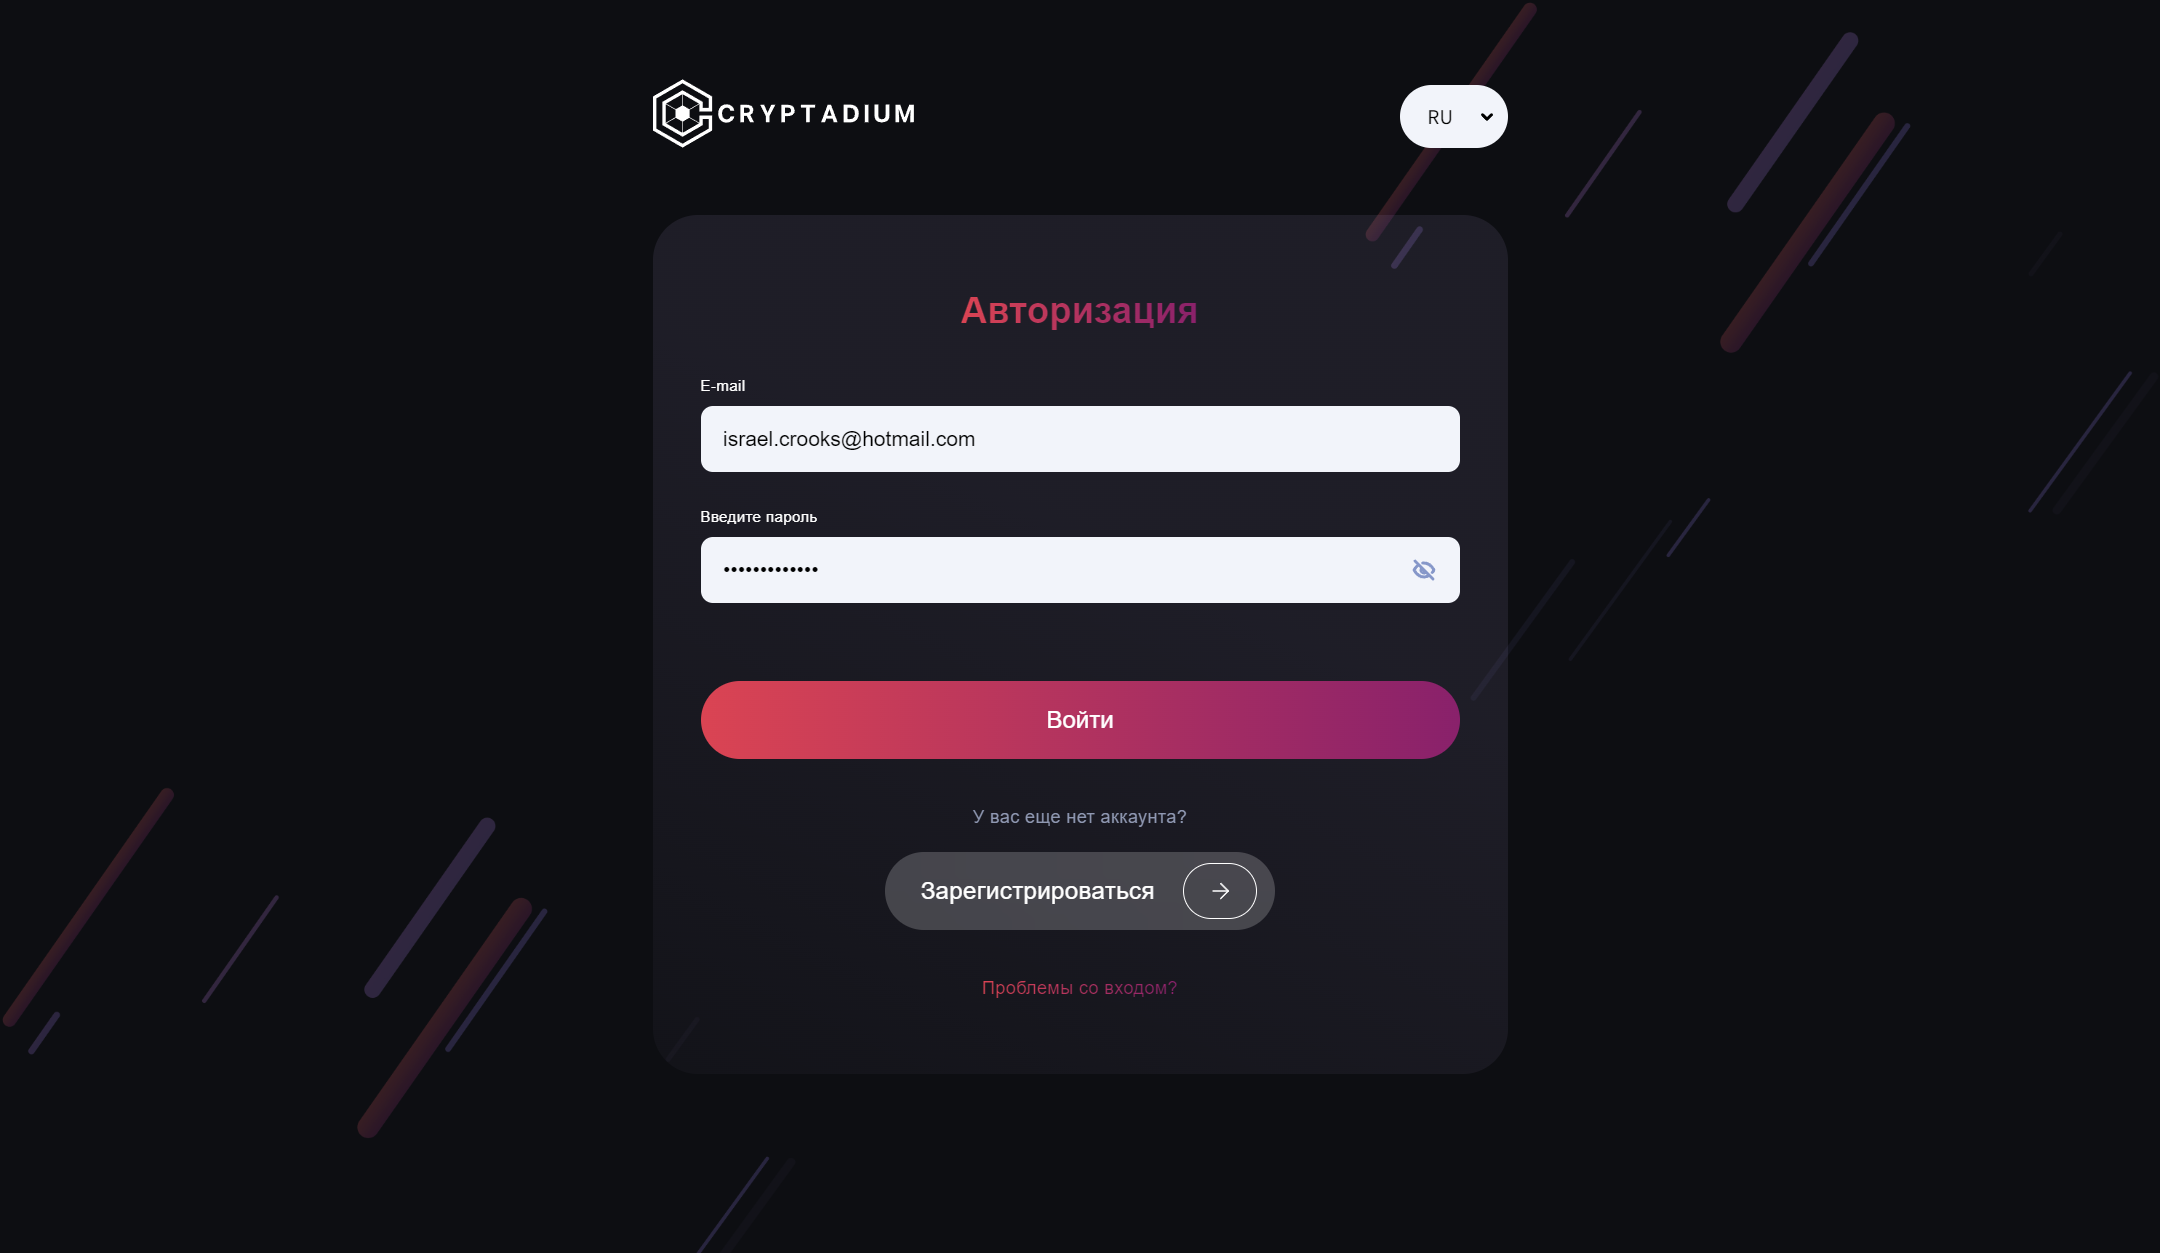 CRYPTADIUM
RU
Авторизация
E-mail
israel.crooks@hotmail.com
Введите пароль
•••••••••••••
Войти
У вас еще нет аккаунта?
Зарегистрироваться
Проблемы со входом?